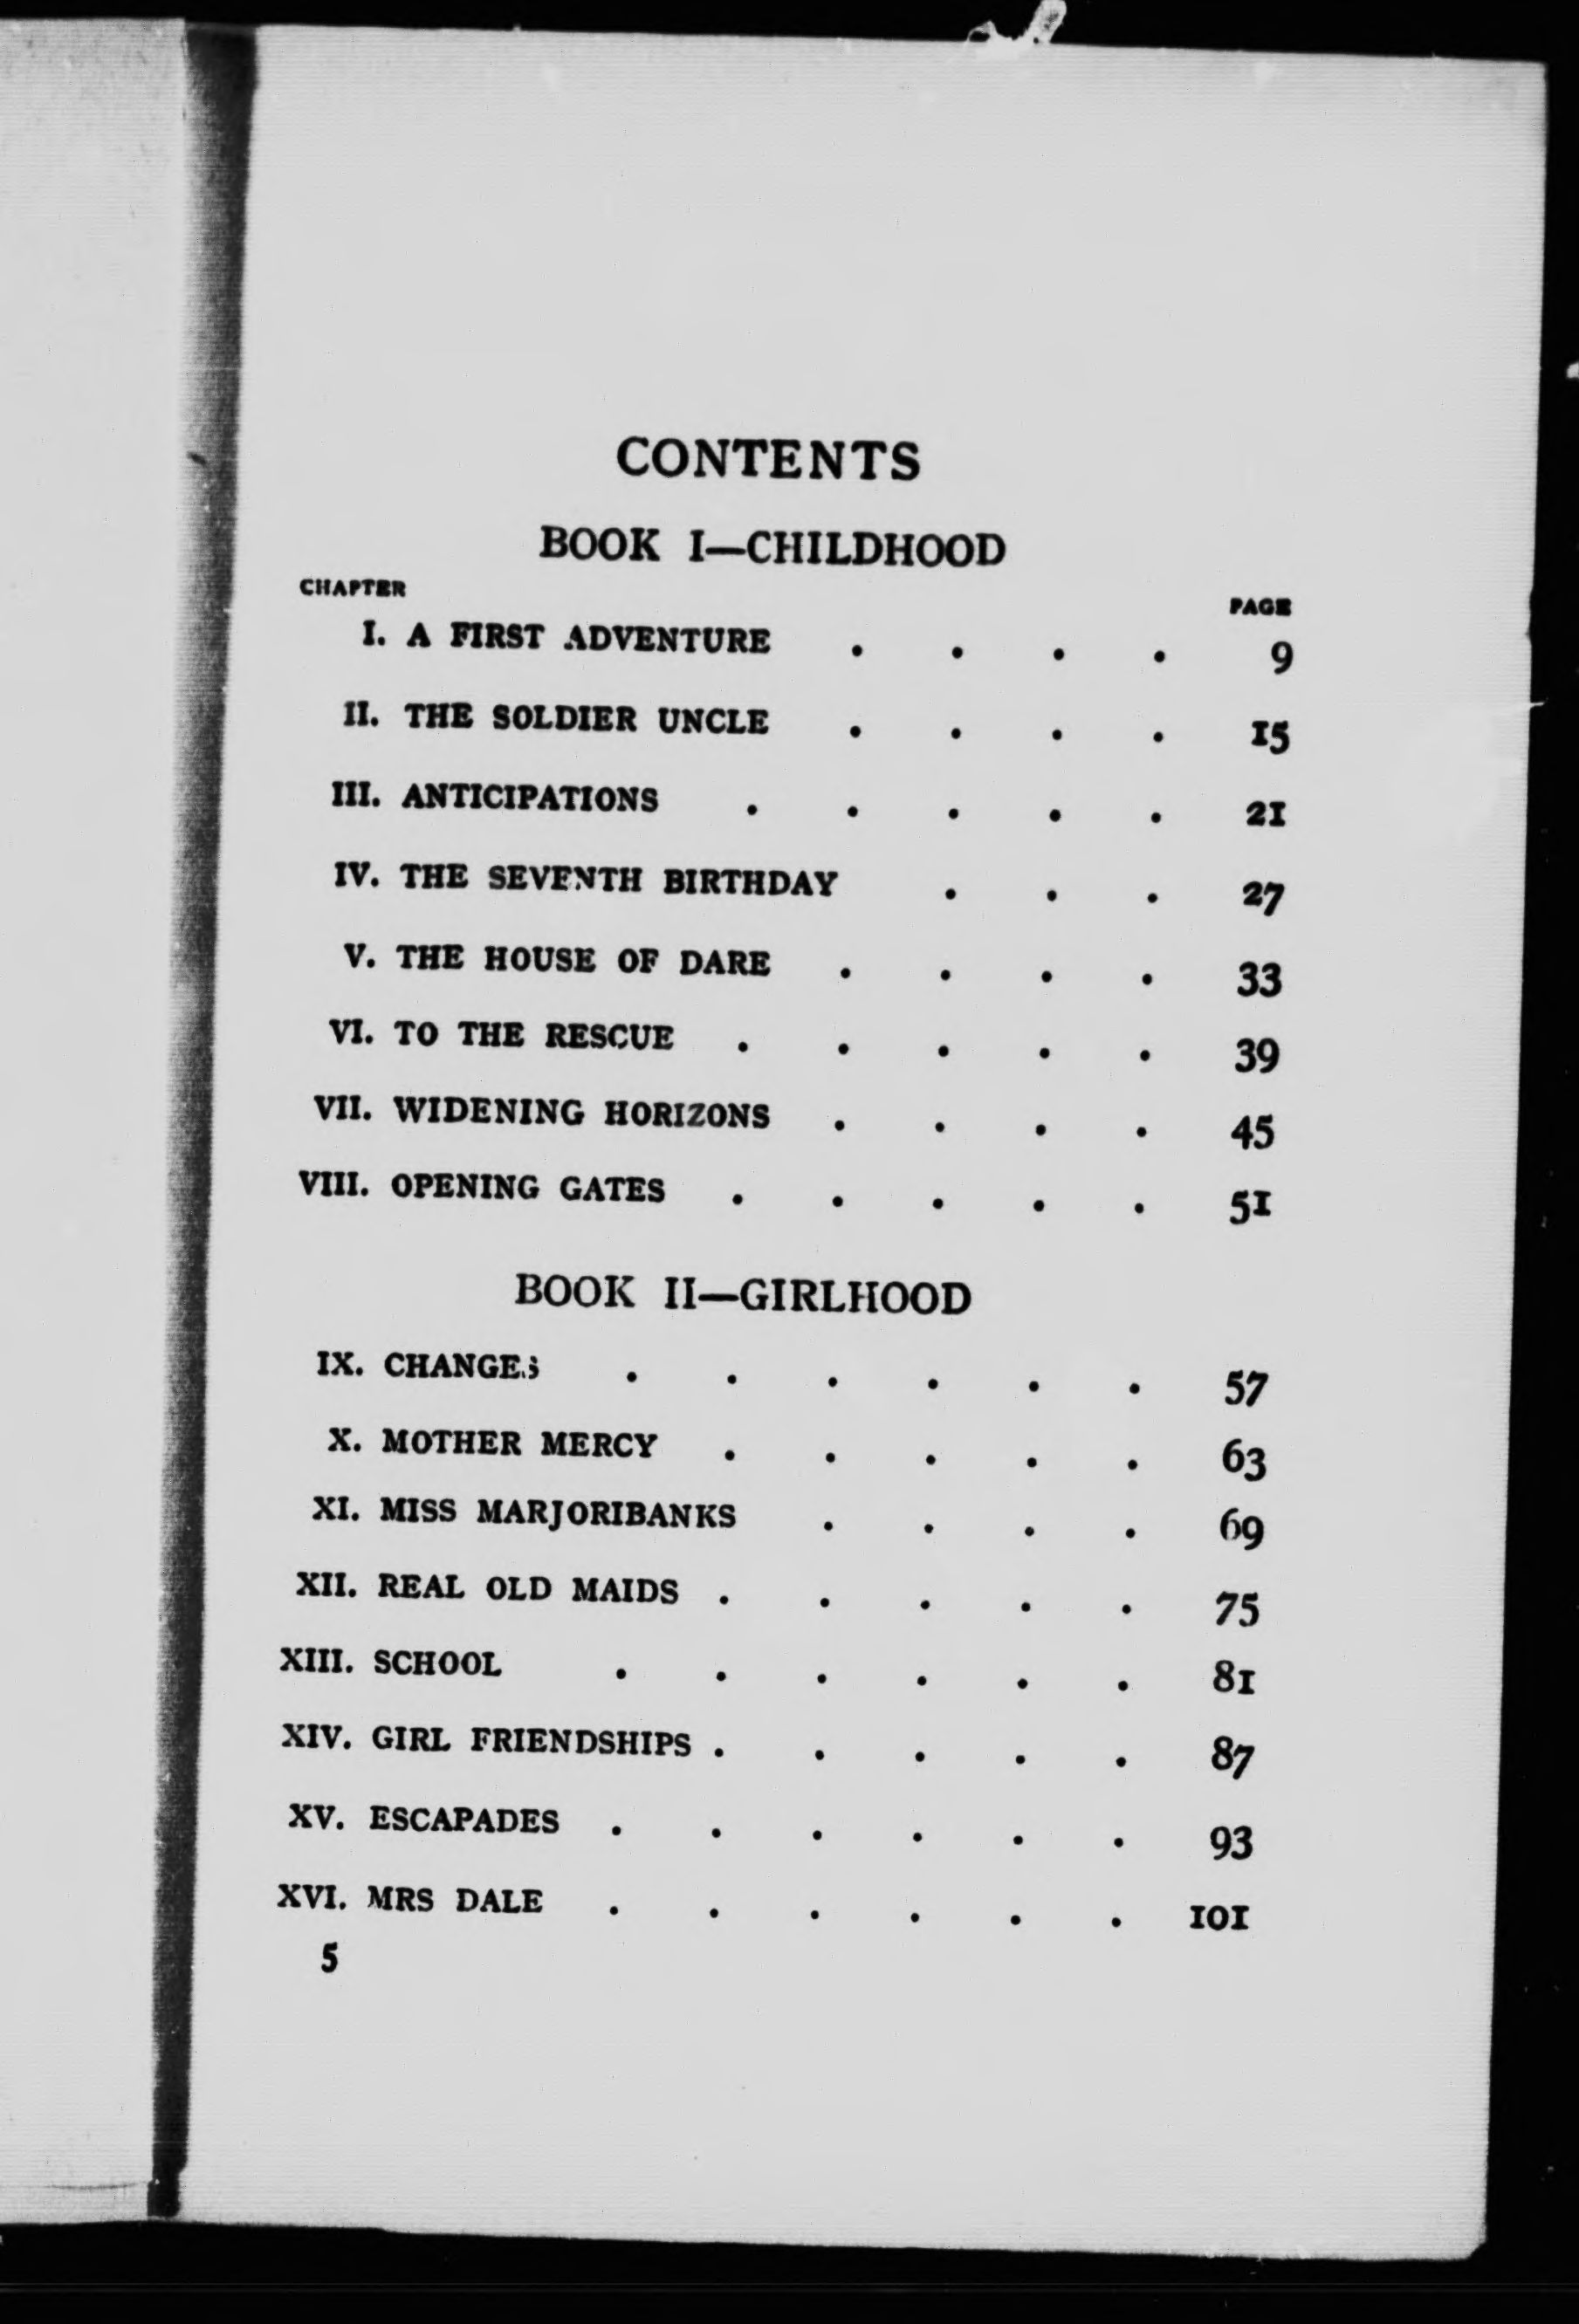 CONTENTS
BOOK I—CHILDHOOD
CHAPTER PAGE
I. A FIRST ADVENTURE . . . . 9
II. THE SOLDIER UNCLE . . . . 15
III. ANTICIPATIONS . . . . . 21
IV. THE SEVENTH BIRTHDAY . . . 27
V. THE HOUSE OF DARE . . . . 33
VI. TO THE RESCUE . . . . . 39
VII. WIDENING HORIZONS . . . . 45
VIII. OPENING GATES . . . . . 51
BOOK II—GIRLHOOD
IX. CHANGES . . . . . . 57
X. MOTHER MERCY . . . . . 63
XI. MISS MARJORIBANKS . . . . 69
XII. REAL OLD MAIDS . . . . . 75
XIII. SCHOOL . . . . . . 81
XIV. GIRL FRIENDSHIPS . . . . . 87
XV. ESCAPADES . . . . . . 93
XVI. MRS DALE . . . . . . 101
5